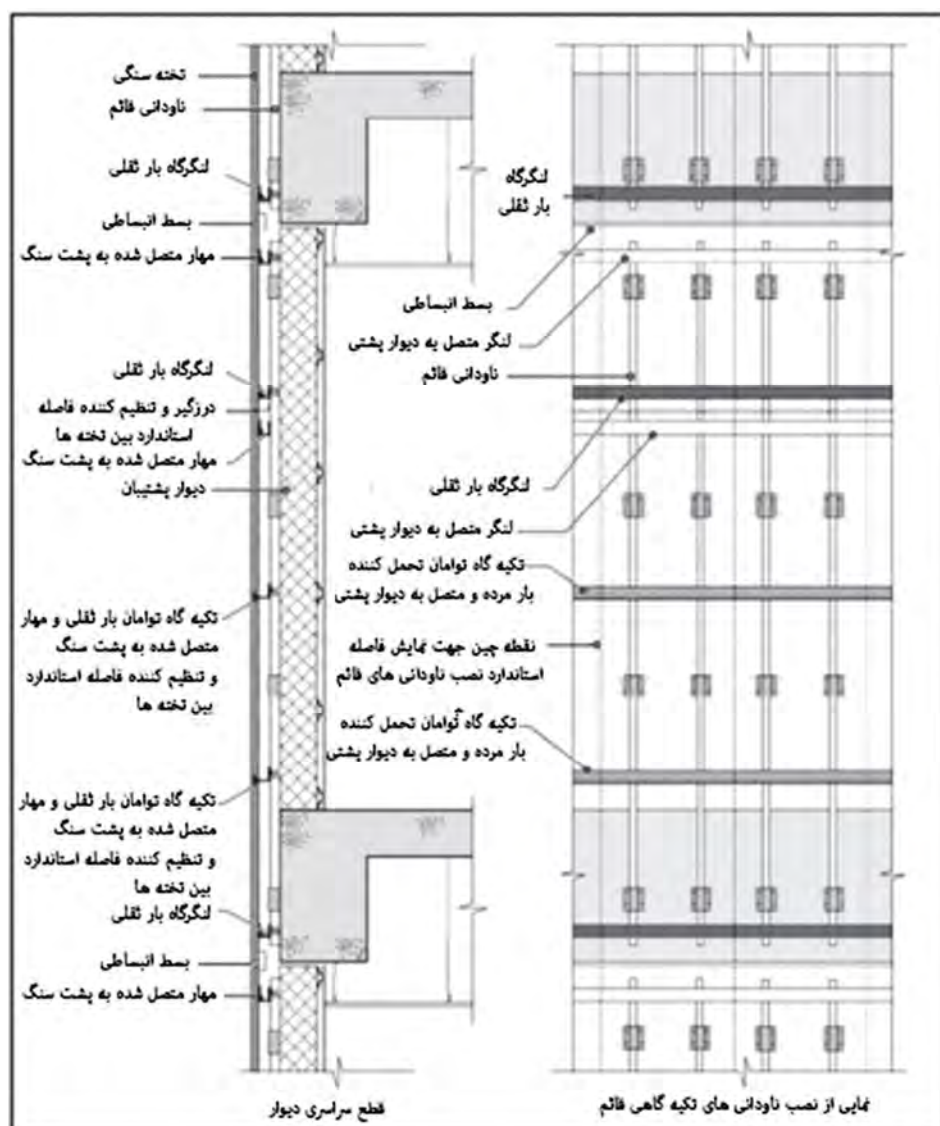 تخته سنگی
ناودانی قائم
لنگرگاه بار ثقلی
بسط انبساطی
مهار متصل شده به پشت سنگ
لنگرگاه بار ثقلی
درزگیر و تنظیم کننده فاصله
استاندارد بین تخته ها
مهار متصل شده به پشت سنگ
دیوار پشتیبان
تکیه گاه توامان بار ثقلی و مهار
متصل شده به پشت سنگ
و تنظیم کننده فاصله استاندارد
بین تخته ها
تکیه گاه توامان بار ثقلی و مهار
متصل شده به پشت سنگ
و تنظیم کننده فاصله استاندارد
بین تخته ها
لنگرگاه بار ثقلی
بسط انبساطی
مهار متصل شده به پشت سنگ
قطع سراسری دیوار
لنگرگاه
بار ثقلی
بسط انبساطی
لنگر متصل به دیوار پشتی
ناودانی قائم
لنگرگاه بار ثقلی
لنگر متصل به دیوار پشتی
تکیه گاه توامان تحمل کننده
بار مرده و متصل به دیوار پشتی
نقطه چین جهت نمایش فاصله
استاندارد نصب ناودانی های قائم
تکیه گاه توامان تحمل کننده
بار مرده و متصل به دیوار پشتی
نمایی از نصب ناودانی های تکیه گاهی قائم